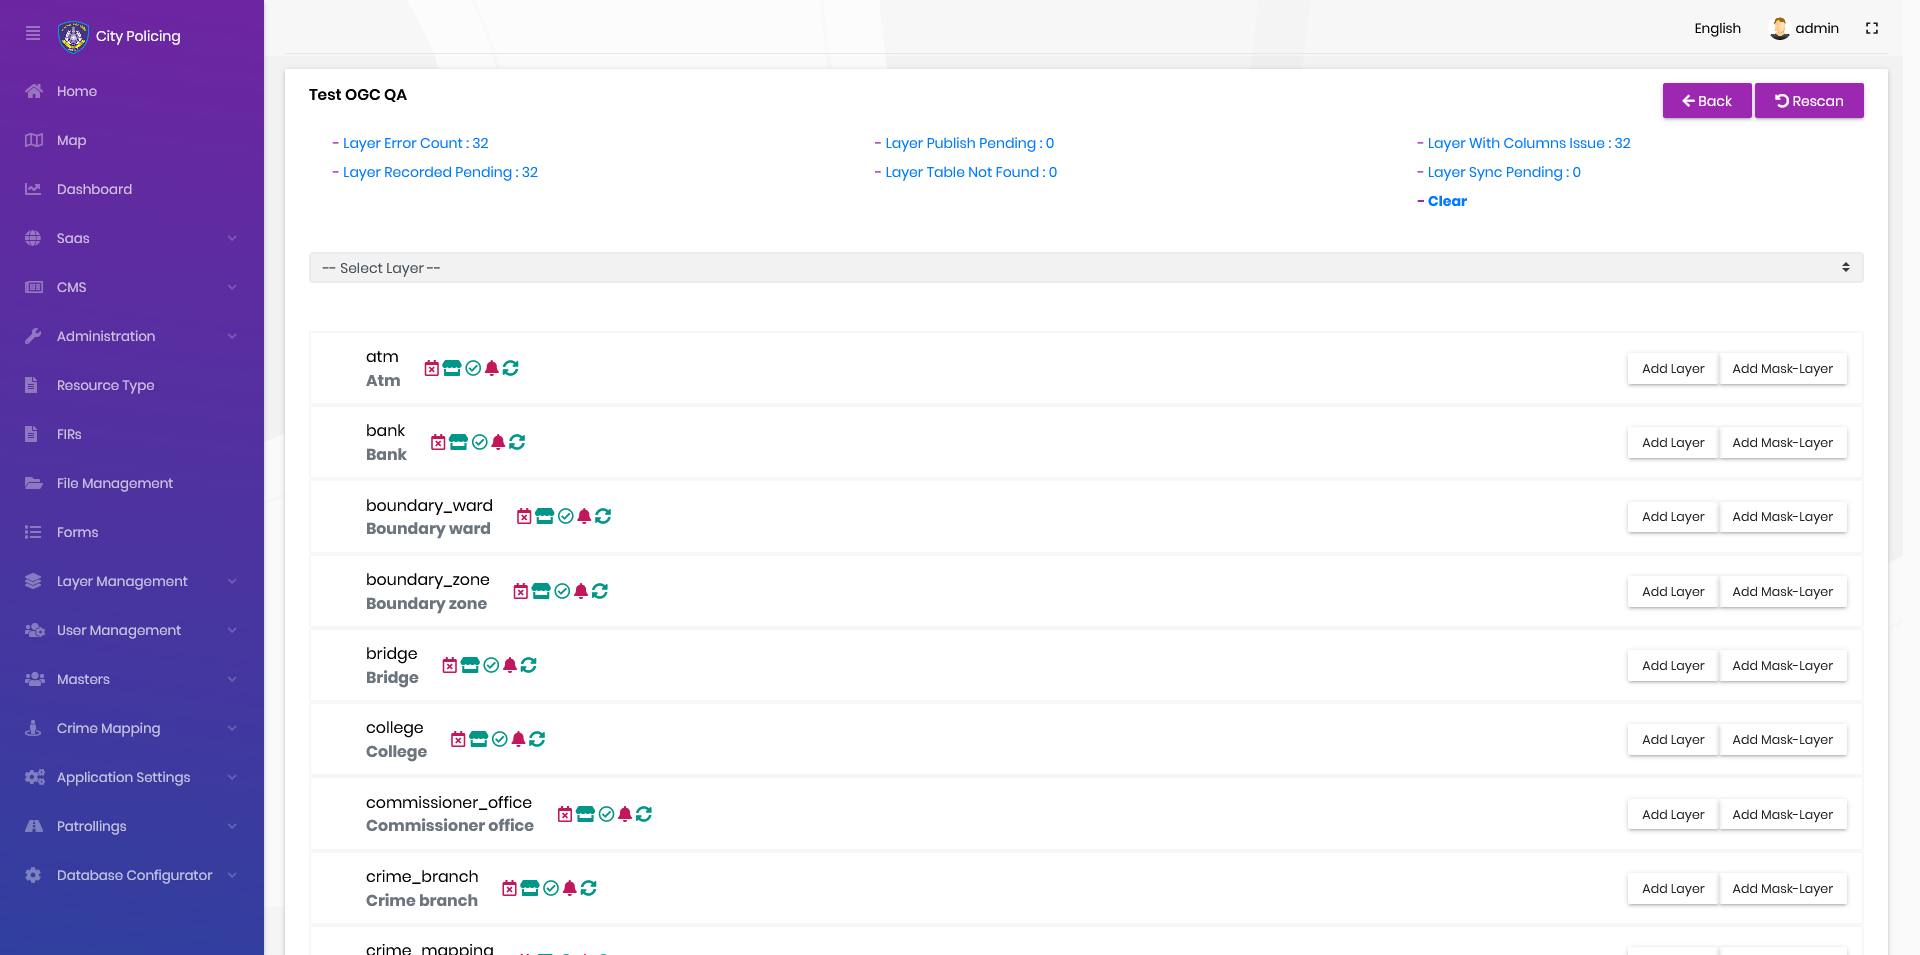 City Policing
Home
Map
Dashboard
Saas
CMS
Administration
Resource Type
FIRs
File Management
Forms
Layer Management
User Management
Masters
Crime Mapping
Application Settings
Patrollings
Database Configurator
English
admin
Test OGC QA
Back
Rescan
- Layer Error Count : 32
- Layer Publish Pending : 0
- Layer With Columns Issue : 32
- Layer Recorded Pending : 32
- Layer Table Not Found : 0
- Layer Sync Pending : 0
- Clear
-- Select Layer --
atm
Atm
Add Layer
Add Mask-Layer
bank
Bank
Add Layer
Add Mask-Layer
boundary_ward
Boundary ward
Add Layer
Add Mask-Layer
boundary_zone
Boundary zone
Add Layer
Add Mask-Layer
bridge
Bridge
Add Layer
Add Mask-Layer
college
College
Add Layer
Add Mask-Layer
commissioner_office
Commissioner office
Add Layer
Add Mask-Layer
crime_branch
Crime branch
Add Layer
Add Mask-Layer
crime_mapping